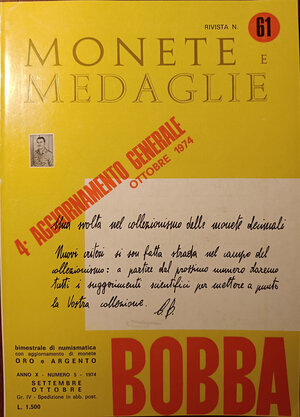 RIVISTA N. 61
MONETE E
MEDAGLIE
4° AGGIORNAMENTO GENERALE
OTTOBRE 1974
Una svolta nel collezionismo delle monete decimali
Nuovi criteri si son fatta strada nel campo del
collezionismo: a partire dal prossimo numero daremo
tutti i suggerimenti scientifici per mettere a punto
la Vostra collezione.
bimestrale di numismatica
con aggiornamento di monete
ORO e ARGENTO
ANNO X - NUMERO 5 - 1974
SETTEMBRE
OTTOBRE
Gr. IV - Spedizione in abb. post.
L. 1.500
BOBBA